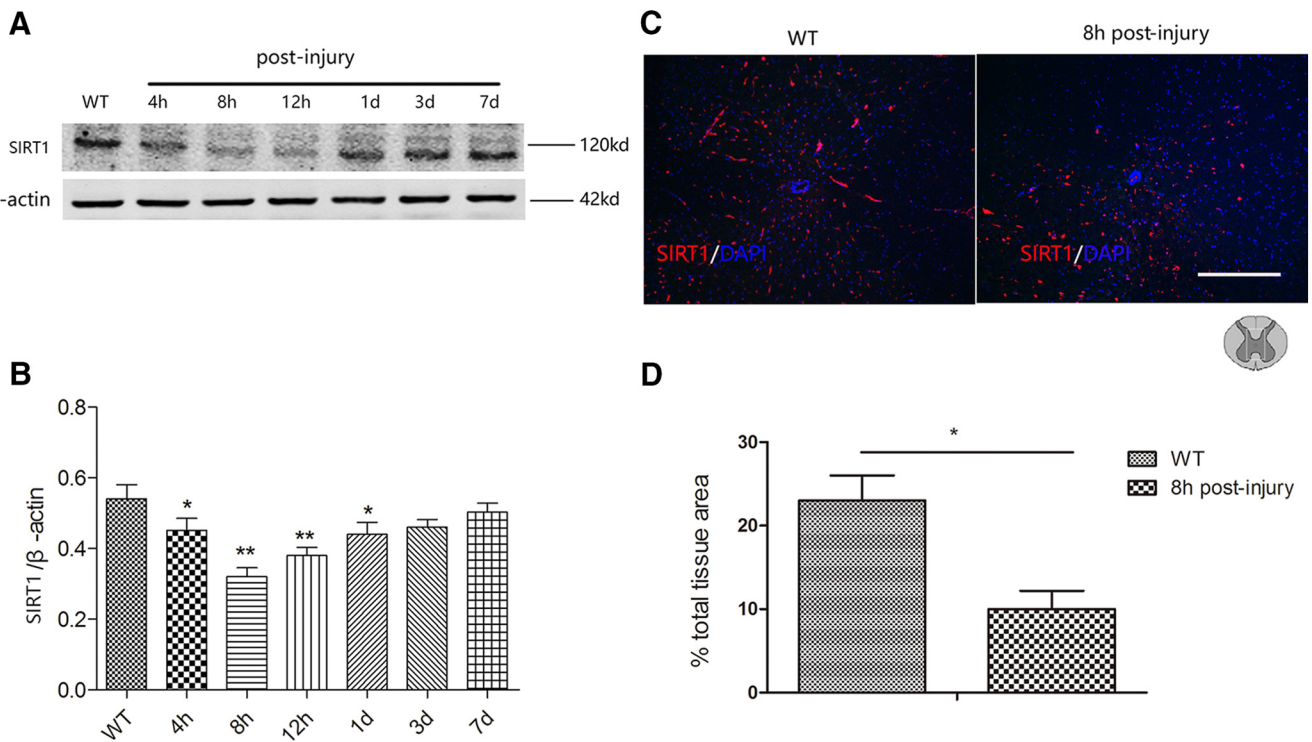 A
post-injury
WT 4h 8h 12h 1d 3d 7d
SIRT1
120kd
-actin
42kd
B
SIRT1/β -actin
0.8
0.6
0.4
0.2
0.0
*
**
**
*
WT 4h 8h 12h 1d 3d 7d
C
WT
8h post-injury
SIRT1/DAPI
SIRT1/DAPI
D
% total tissue area
30
20
10
0
*
WT
8h post-injury